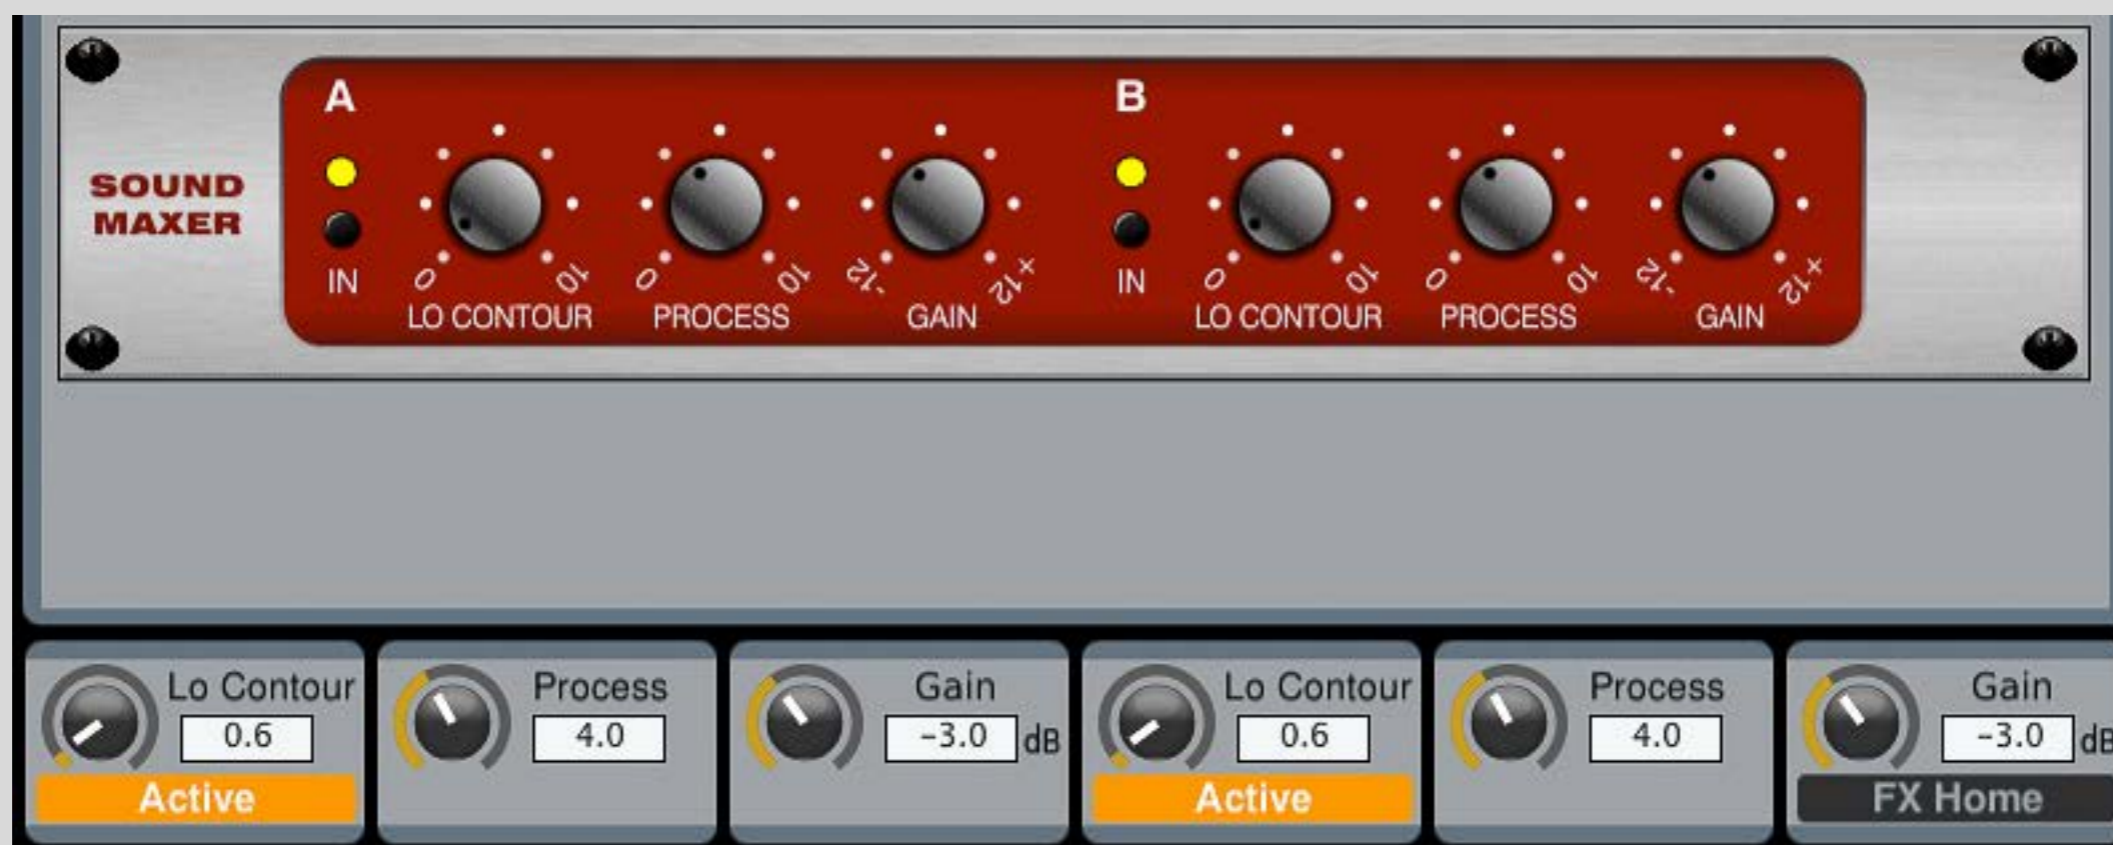 A
B
SOUND
MAXER
IN
0
10
LO CONTOUR
0
10
PROCESS
-12
+12
GAIN
IN
0
10
LO CONTOUR
0
10
PROCESS
-12
+12
GAIN
Lo Contour
0.6
Active
Process
4.0
Gain
-3.0 dB
Lo Contour
0.6
Active
Process
4.0
Gain
-3.0 dB
FX Home